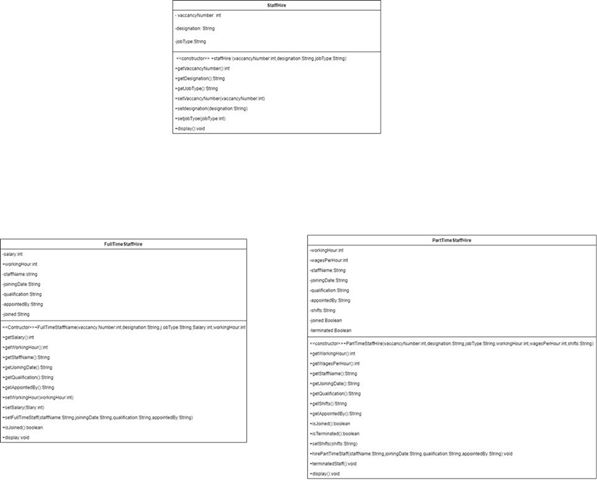 StaffHire
- vaccancyNumber: int
-designation: String
-jobType:String
<<constructor>> +staffHire (vaccancyNumber:int,designation:String,jobType:String)
+getVaccancyNumber():int
+getDesignation():String
+getJobType():String
+setVaccancyNumber(vaccancyNumber:int)
+setdesignation(designation:String)
+setjobType(jobType:int)
+display():void
FullTimeStaffHire
-salary:int
+workingHour:int
-staffName:string
-joiningDate:String
-qualification:String
-appointedBy:String
-joined:String
<<Contructor>>+FullTimeStaffName(vaccany Number:int,designation String,j obType:String,Salary:int,workingHour:int
+getSalary():int
+getWorkingHour():int
+getStaffName():String
+getJoiningDate():String
+getQualification():String
+getAppointedBy():String
+setWorkingHour(workingHour:int)
+setSalary(Slary:int)
+setFullTimeStaff(staffName:String,joiningDate:String,qualification:String,appointedBy:String)
+isJoined():boolean
+display:void
PartTimeStaffHire
-workingHour:int
-wagesPerHour:int
-staffName:String
-joiningDate:String
-qualification:String
-appointedBy:String
-shifts:String
-joined:Boolean
-terminated:Boolean
<<constructor>>+PartTimeStaffHire(vaccancyNumber:int,designation:String,jobType:String,workingHour:int,wagesPerHour:int,shifts:String)
+getWorkingHour():int
+getWagesPerHour():int
+getStaffName():String
+getJoiningDate():String
+getQualification():String
+getShifts():String
+getAppointedBy():String
+isJoined():boolean
+isTerminated():boolean
+setShifts(shifts:String)
+hirePartTimeStaff(staffName:String,joiningDate:String,qualification:String,appointedBy:String):void
+terminatedStaff():void
+display():void